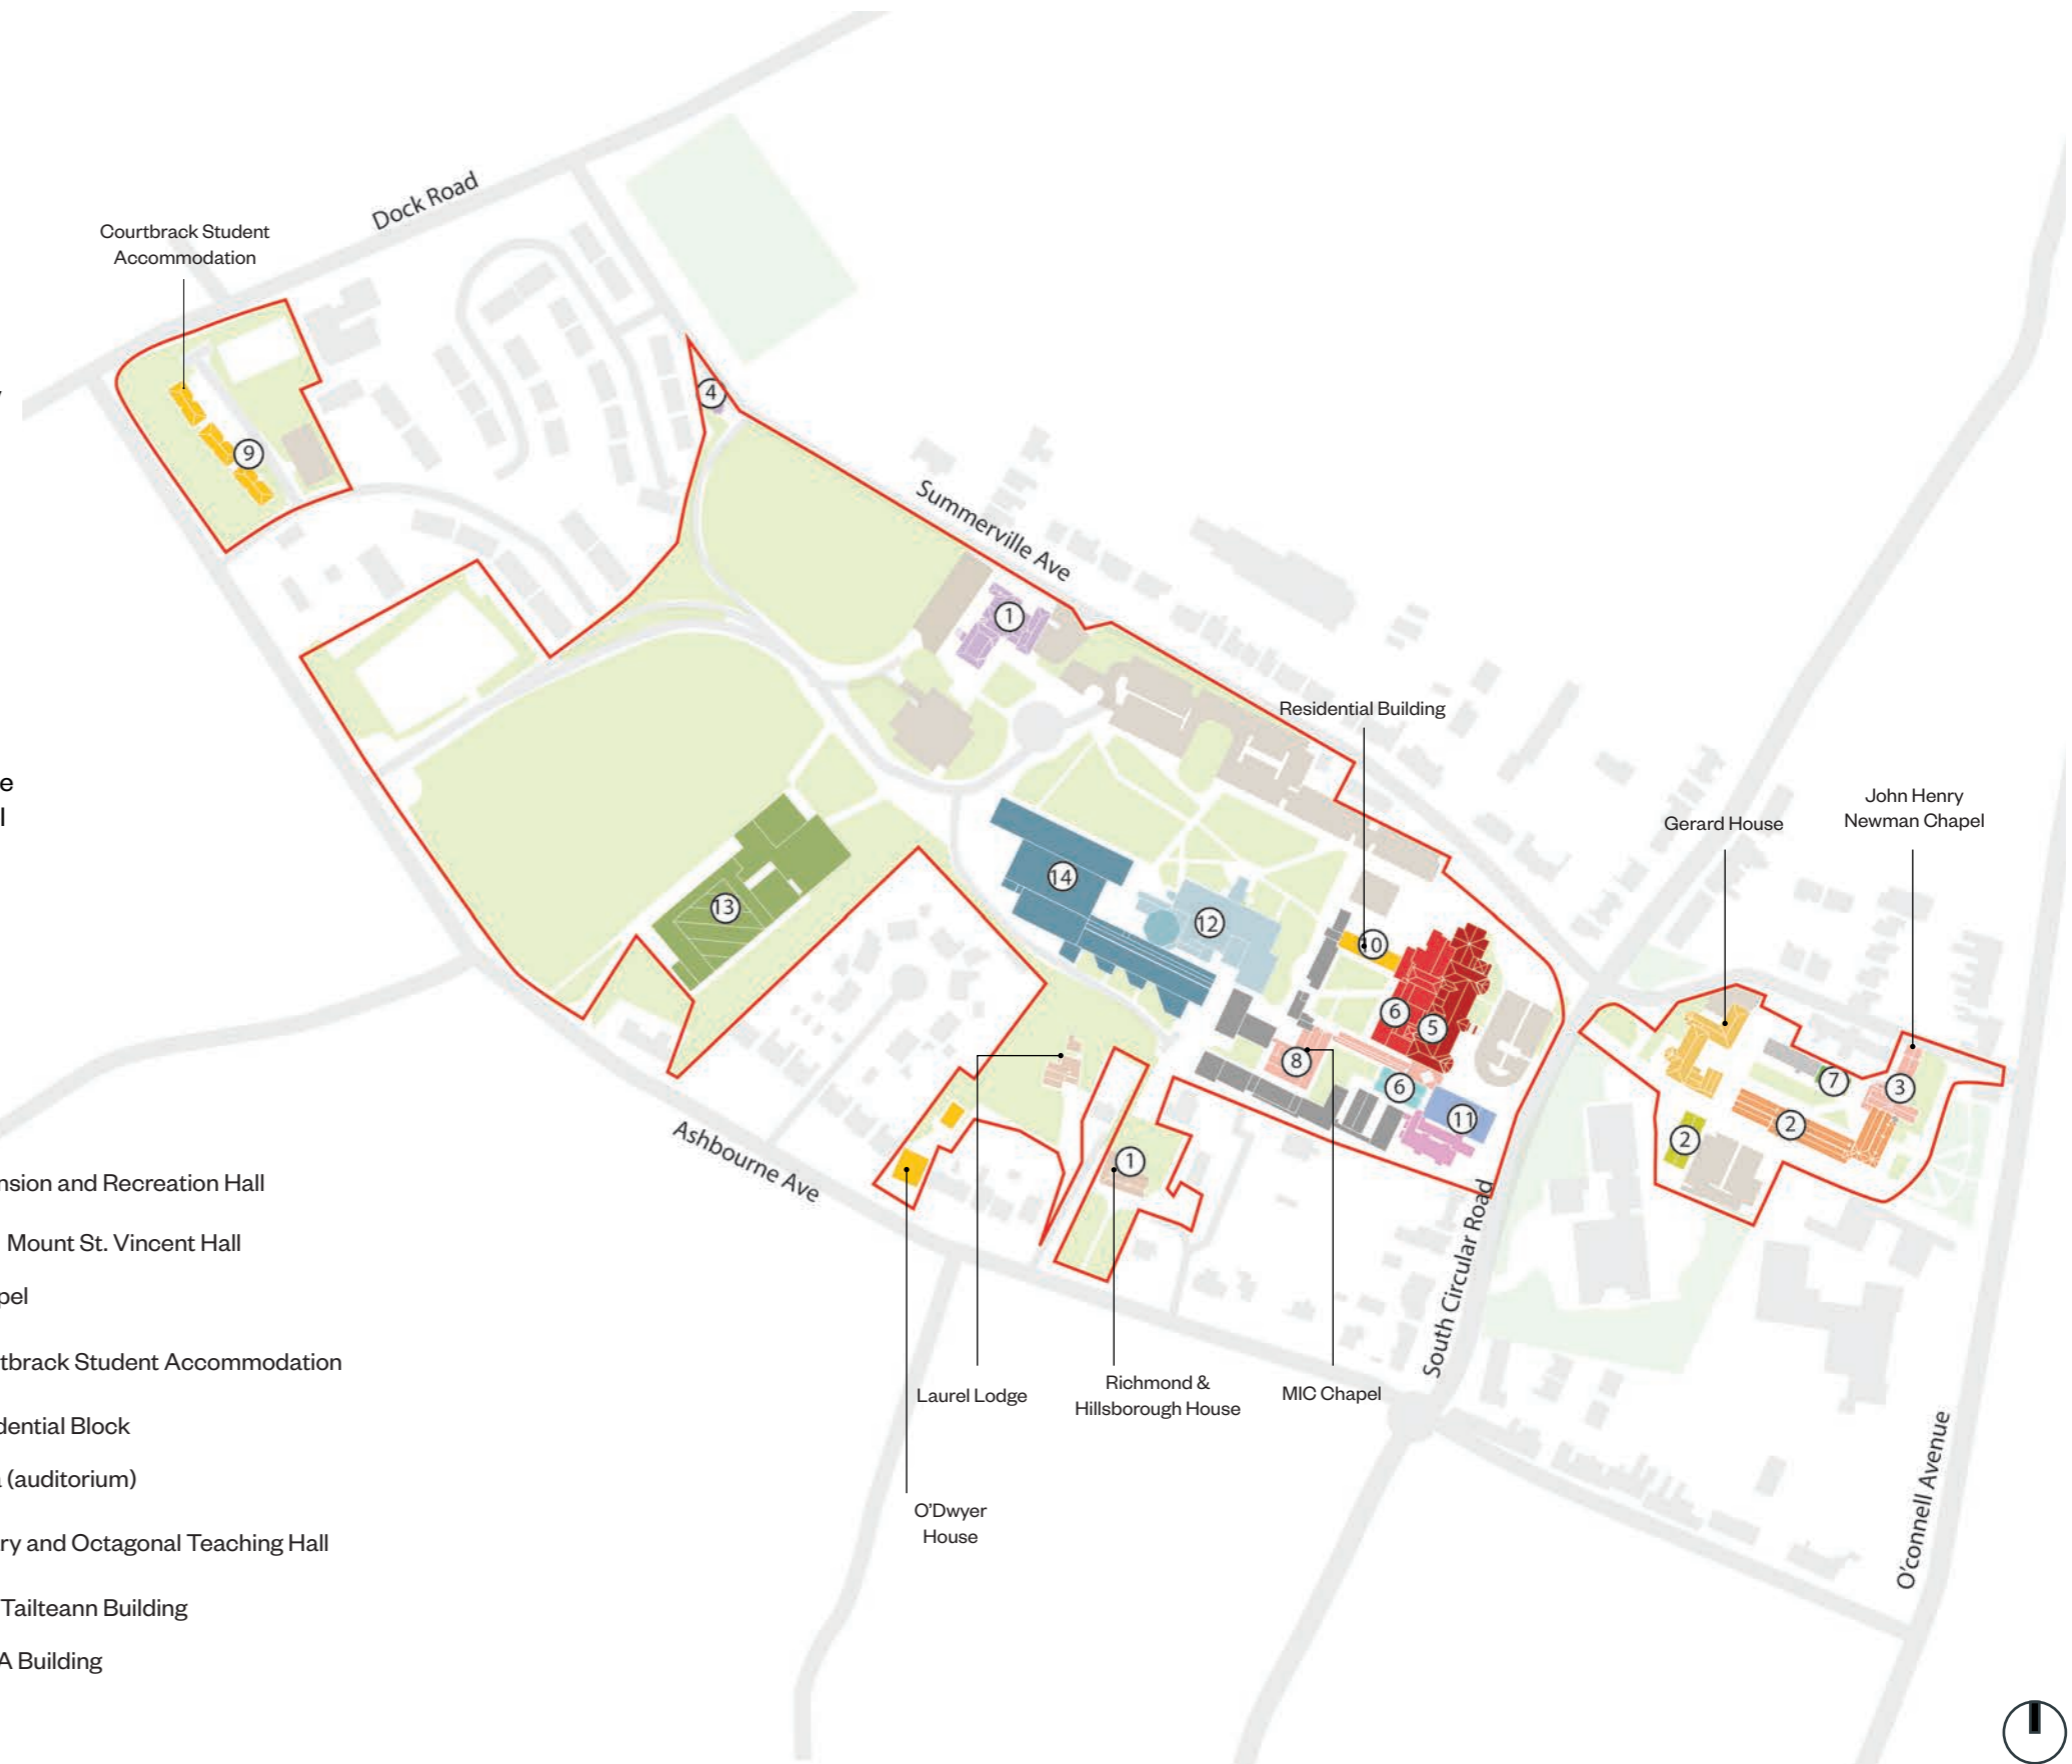 Dock Road
Courtbrack Student
Accommodation
4
9
Summerville Ave
1
Residential Building
John Henry
Newman Chapel
Gerard House
e
l
14
13
12
10
6
5
8
7
3
6
2
11
2
1
Ashbourne Ave
South Circular Road
nsion and Recreation Hall
Mount St. Vincent Hall
pel
tbrack Student Accommodation
Laurel Lodge
Richmond &
Hillsborough House
MIC Chapel
dential Block
O'connell Avenue
a (auditorium)
O'Dwyer
House
ry and Octagonal Teaching Hall
Tailteann Building
A Building